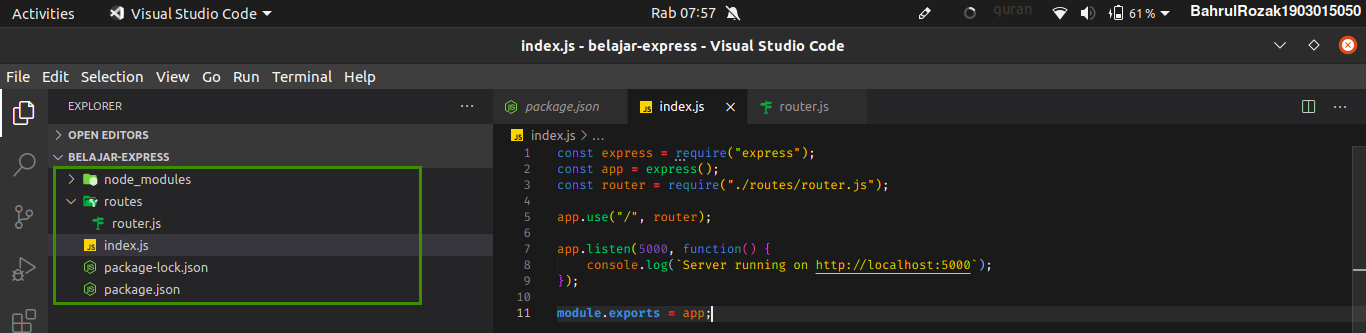 Activities Visual Studio Code Rab 07:57 quran 61% BahrulRozak1903015050
index.js - belajar-express - Visual Studio Code
File Edit Selection View Go Run Terminal Help
EXPLORER
OPEN EDITORS
BELAJAR-EXPRESS
node_modules
routes
router.js
JS index.js
package-lock.json
package.json
package.json JS index.js router.js
JS index.js > ...
1 const express = require("express");
2 const app = express();
3 const router = require("./routes/router.js");
4
5 app.use("/", router);
6
7 app.listen(5000, function() {
8 console.log(`Server running on http://localhost:5000`);
9 });
10
11 module.exports = app;